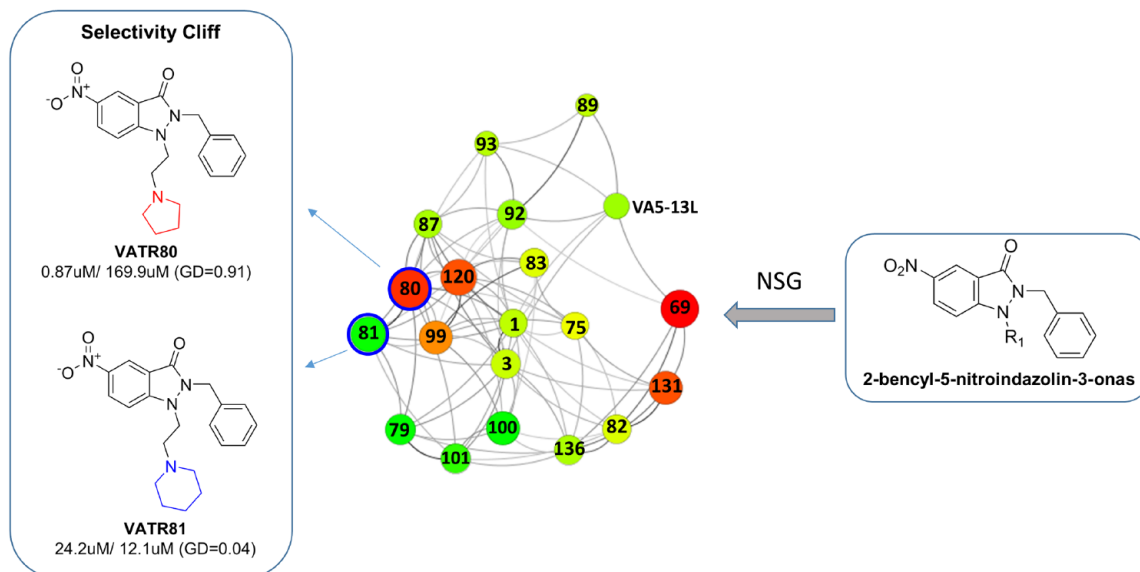 Selectivity Cliff
O
O
N+
-O
N
N
N
VATR80
0.87uM/ 169.9uM (GD=0.91)
O
O
N+
-O
N
N
N
VATR81
24.2uM/ 12.1uM (GD=0.04)
89
93
VA5-13L
92
87
83
120
80
69
1
75
81
99
3
131
79
100
82
136
101
NSG
O
O2N
N
N
R1
2-bencyl-5-nitroindazolin-3-onas